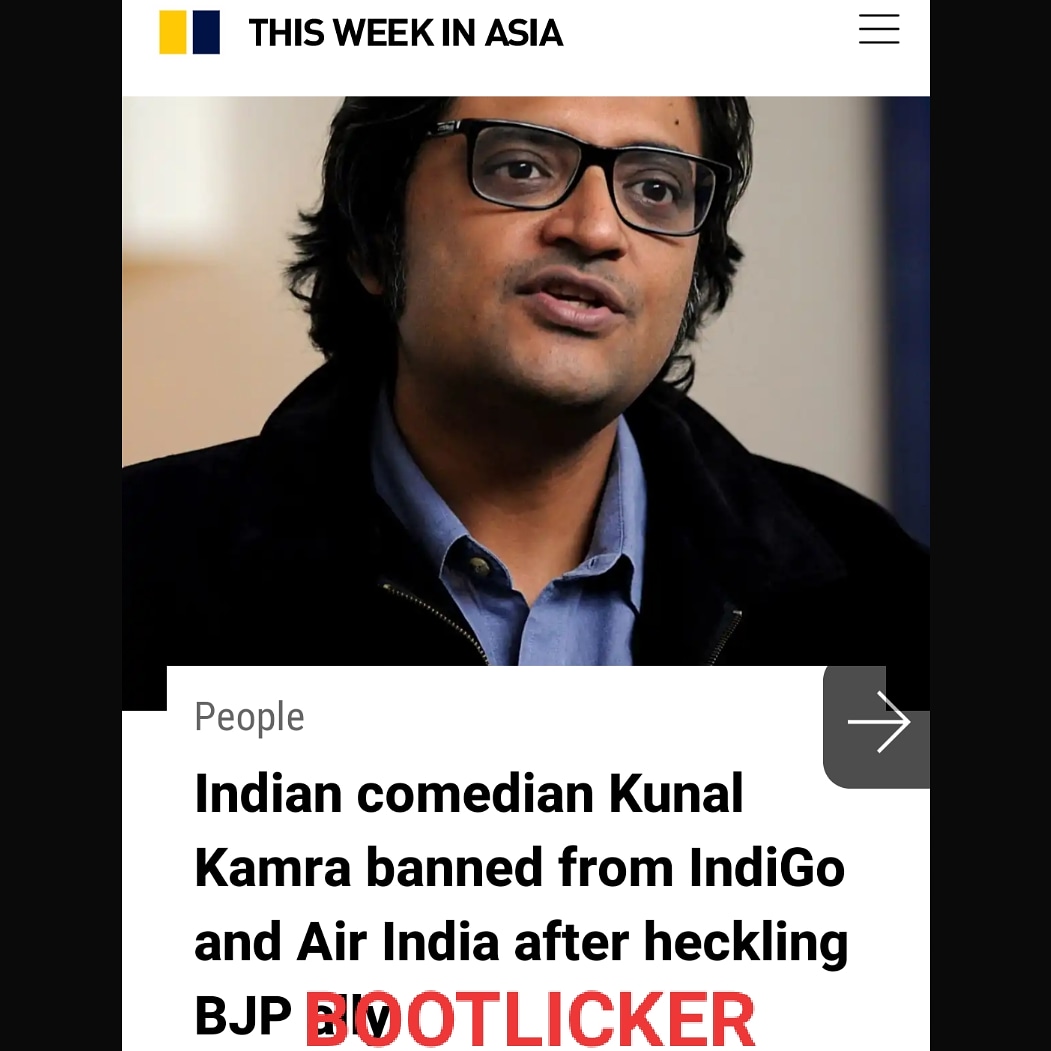 THIS WEEK IN ASIA
People
Indian comedian Kunal
Kamra banned from IndiGo
and Air India after heckling
BJP ally
BOOTLICKER